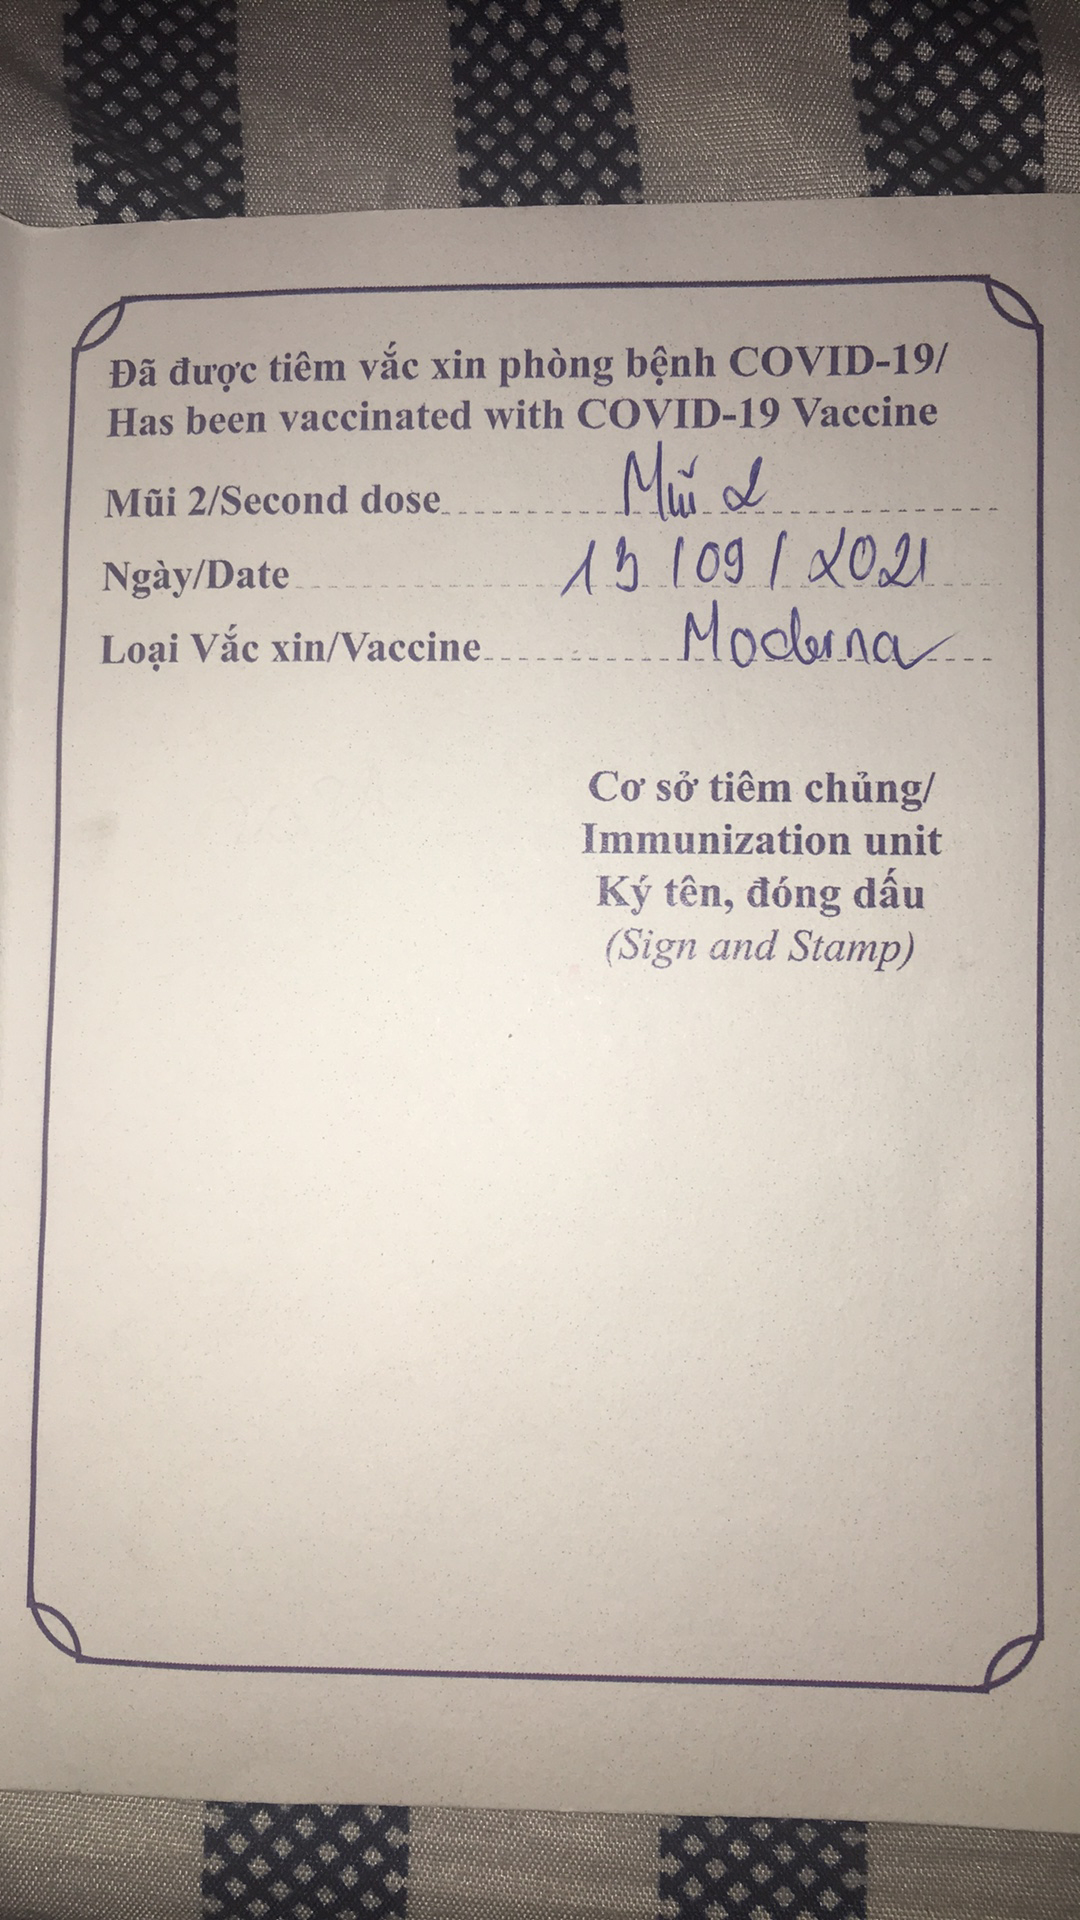 Đã được tiêm vắc xin phòng bệnh COVID-19/
Has been vaccinated with COVID-19 Vaccine
Mũi 2/Second dose Mũi 2
Ngày/Date 13/09/2021
Loại Vắc xin/Vaccine Moderna
Cơ sở tiêm chủng/
Immunization unit
Ký tên, đóng dấu
(Sign and Stamp)